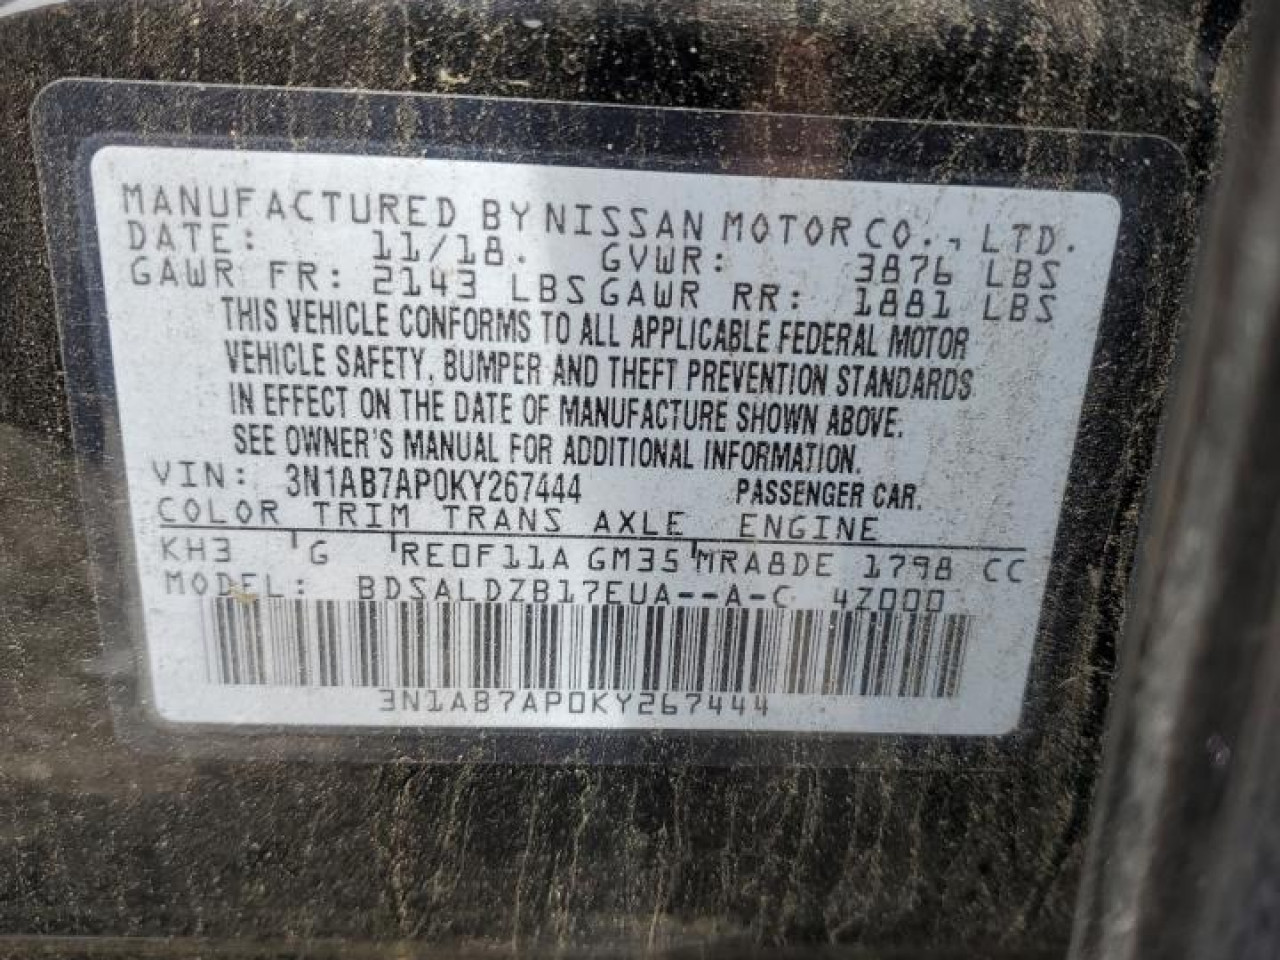 MANUFACTURED BY NISSAN MOTOR CO., LTD.
DATE: 11/18. GVWR: 3876 LBS
GAWR FR: 2143 LBS GAWR RR: 1881 LBS
THIS VEHICLE CONFORMS TO ALL APPLICABLE FEDERAL MOTOR
VEHICLE SAFETY, BUMPER AND THEFT PREVENTION STANDARDS
IN EFFECT ON THE DATE OF MANUFACTURE SHOWN ABOVE.
SEE OWNER'S MANUAL FOR ADDITIONAL INFORMATION.
VIN: 3N1AB7AP0KY267444 PASSENGER CAR.
COLOR TRIM TRANS AXLE ENGINE
KH3 G RE0F11A GM35 MRA8DE 1798 CC
MODEL: BDSALDZB17EUA--A-C 4Z000
3N1AB7AP0KY267444